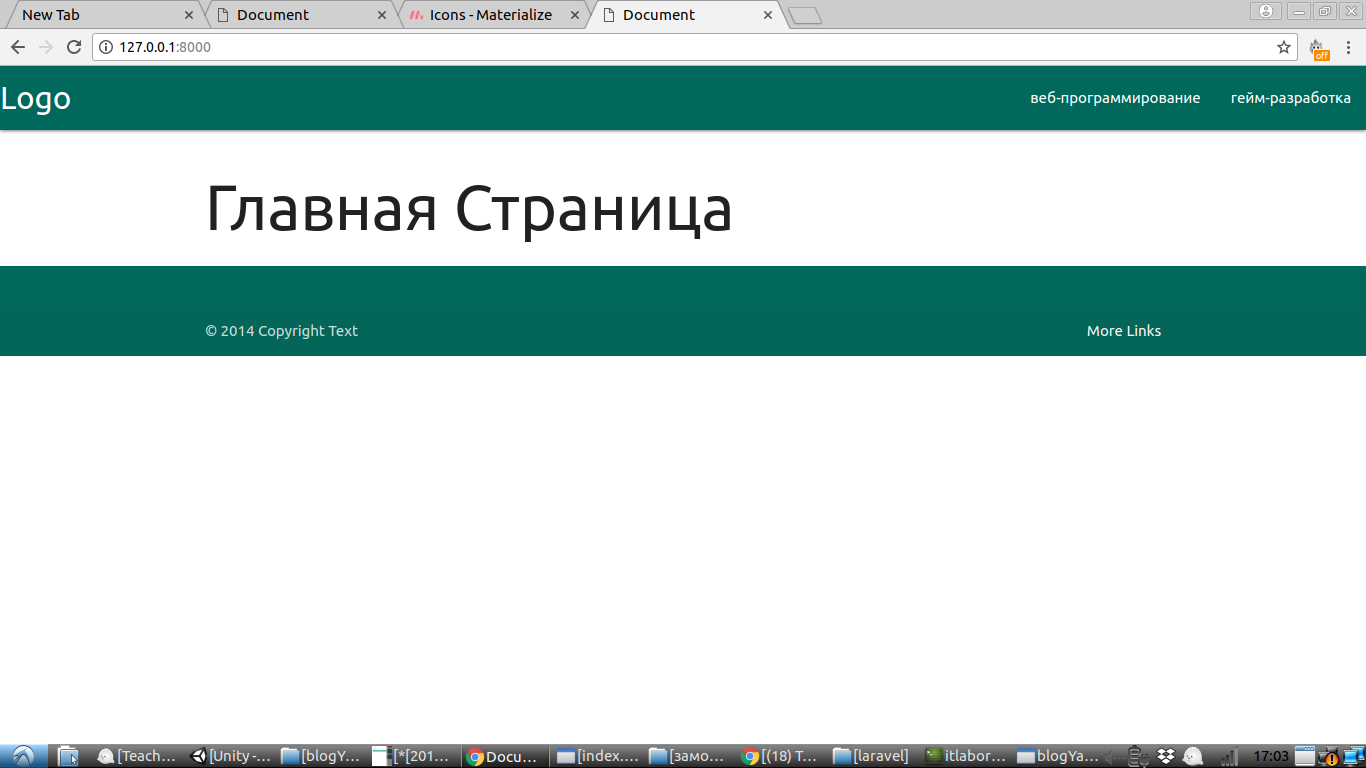 New Tab
Document
Icons - Materialize
Document
127.0.0.1:8000
off
Logo
веб-программирование
гейм-разработка
Главная Страница
© 2014 Copyright Text
More Links
[Teach...
[Unity -...
[blogY...
[*[201...
Docu...
[index....
[замо...
[(18) T...
[laravel]
itlabor...
blogYa...
17:03